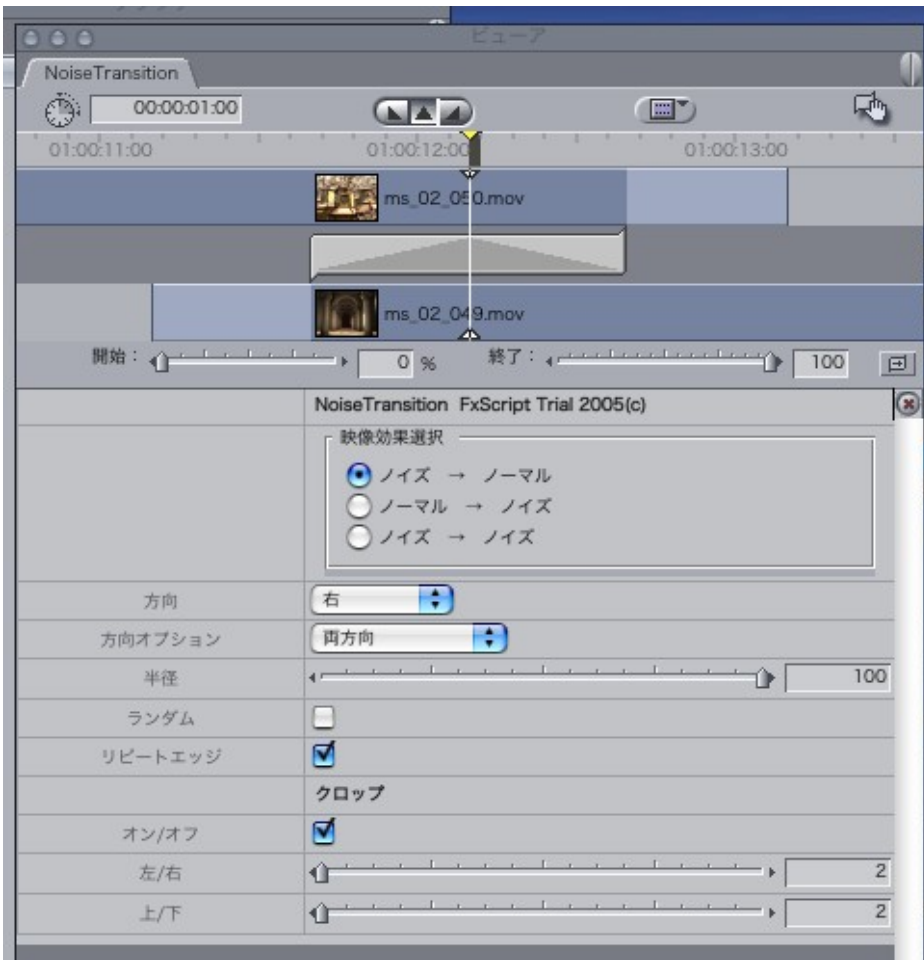 ビューア
NoiseTransition
00:00:01:00
01:00:11:00 01:00:12:00 01:00:13:00
ms_02_050.mov
ms_02_049.mov
開始： 0 % 終了： 100
NoiseTransition FxScript Trial 2005(c)
映像効果選択
ノイズ → ノーマル
ノーマル → ノイズ
ノイズ → ノイズ
方向 右
方向オプション 両方向
半径 100
ランダム
リピートエッジ
クロップ
オン/オフ
左/右 2
上/下 2